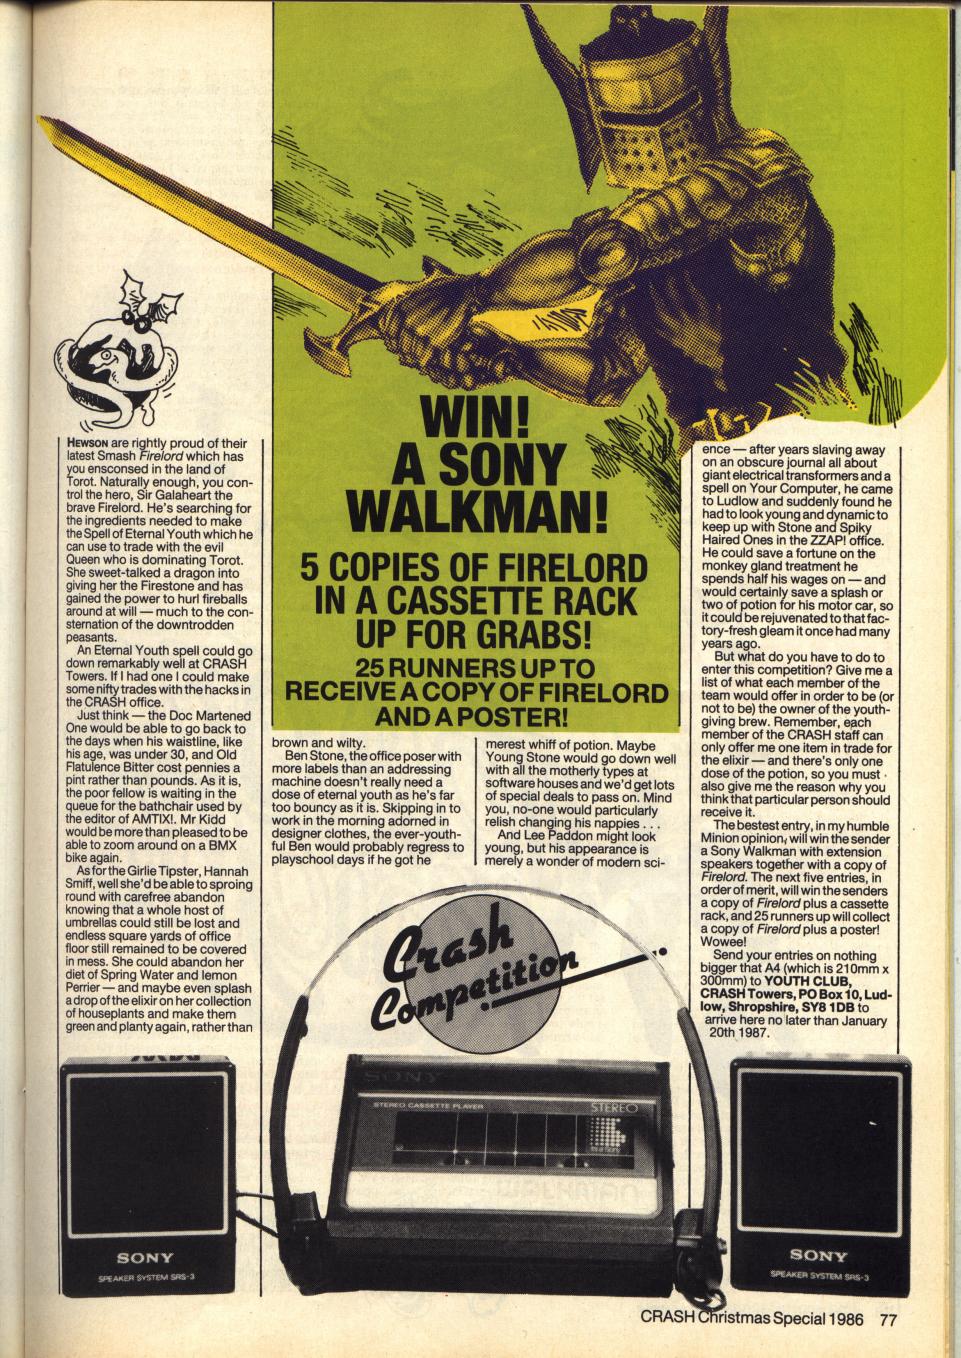 WIN!
A SONY
WALKMAN!
5 COPIES OF FIRELORD
IN A CASSETTE RACK
UP FOR GRABS!
25 RUNNERS UP TO
RECEIVE A COPY OF FIRELORD
AND A POSTER!
HEWSON are rightly proud of their
latest Smash Firelord which has
you ensconsed in the land of
Torot. Naturally enough, you con-
trol the hero, Sir Galaheart the
brave Firelord. He's searching for
the ingredients needed to make
the Spell of Eternal Youth which he
can use to trade with the evil
Queen who is dominating Torot.
She sweet-talked a dragon into
giving her the Firestone and has
gained the power to hurl fireballs
around at will — much to the con-
sternation of the downtrodden
peasants.
An Eternal Youth spell could go
down remarkably well at CRASH
Towers. If I had one I could make
some nifty trades with the hacks in
the CRASH office.
Just think — the Doc Martened
One would be able to go back to
the days when his waistline, like
his age, was under 30, and Old
Flatulence Bitter cost pennies a
pint rather than pounds. As it is,
the poor fellow is waiting in the
queue for the bathchair used by
the editor of AMTIX!. Mr Kidd
would be more than pleased to be
able to zoom around on a BMX
bike again.
As for the Girlie Tipster, Hannah
Smiff, well she'd be able to sproing
round with carefree abandon
knowing that a whole host of
umbrellas could still be lost and
endless square yards of office
floor still remained to be covered
in mess. She could abandon her
diet of Spring Water and lemon
Perrier — and maybe even splash
a drop of the elixir on her collection
of houseplants and make them
green and planty again, rather than
brown and wilty.
Ben Stone, the office poser with
more labels than an addressing
machine doesn't really need a
dose of eternal youth as he's far
too bouncy as it is. Skipping in to
work in the morning adorned in
designer clothes, the ever-youth-
ful Ben would probably regress to
playschool days if he got he
merest whiff of potion. Maybe
Young Stone would go down well
with all the motherly types at
software houses and we'd get lots
of special deals to pass on. Mind
you, no-one would particularly
relish changing his nappies . . .
And Lee Paddon might look
young, but his appearance is
merely a wonder of modern sci-
ence — after years slaving away
on an obscure journal all about
giant electrical transformers and a
spell on Your Computer, he came
to Ludlow and suddenly found he
had to look young and dynamic to
keep up with Stone and Spiky
Haired Ones in the ZZAP! office.
He could save a fortune on the
monkey gland treatment he
spends half his wages on — and
would certainly save a splash or
two of potion for his motor car, so
it could be rejuvenated to that fac-
tory-fresh gleam it once had many
years ago.
But what do you have to do to
enter this competition? Give me a
list of what each member of the
team would offer in order to be (or
not to be) the owner of the youth-
giving brew. Remember, each
member of the CRASH staff can
only offer me one item in trade for
the elixir — and there's only one
dose of the potion, so you must
also give me the reason why you
think that particular person should
receive it.
The bestest entry, in my humble
Minion opinion, will win the sender
a Sony Walkman with extension
speakers together with a copy of
Firelord. The next five entries, in
order of merit, will win the senders
a copy of Firelord plus a cassette
rack, and 25 runners up will collect
a copy of Firelord plus a poster!
Wowee!
Send your entries on nothing
bigger that A4 (which is 210mm x
300mm) to YOUTH CLUB,
CRASH Towers, PO Box 10, Lud-
low, Shropshire, SY8 1DB to
arrive here no later than January
20th 1987.
Crash
Competition
SONY
STEREO CASSETTE PLAYER
STEREO
SONY
SPEAKER SYSTEM SRS-3
SONY
SPEAKER SYSTEM SRS-3
CRASH Christmas Special 1986 77